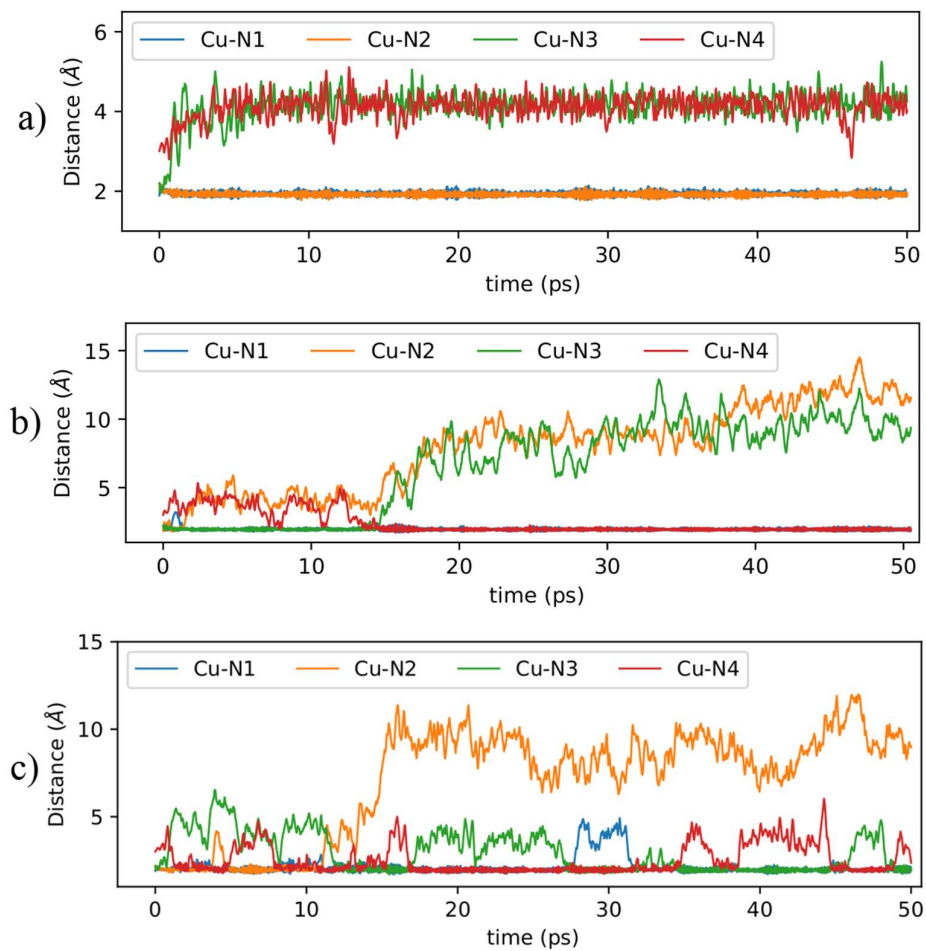 a)
Cu-N1 Cu-N2 Cu-N3 Cu-N4
Distance (Å)
6
4
2
0 10 20 30 40 50
time (ps)
b)
Cu-N1 Cu-N2 Cu-N3 Cu-N4
Distance (Å)
15
10
5
0 10 20 30 40 50
time (ps)
c)
Cu-N1 Cu-N2 Cu-N3 Cu-N4
Distance (Å)
15
10
5
0 10 20 30 40 50
time (ps)